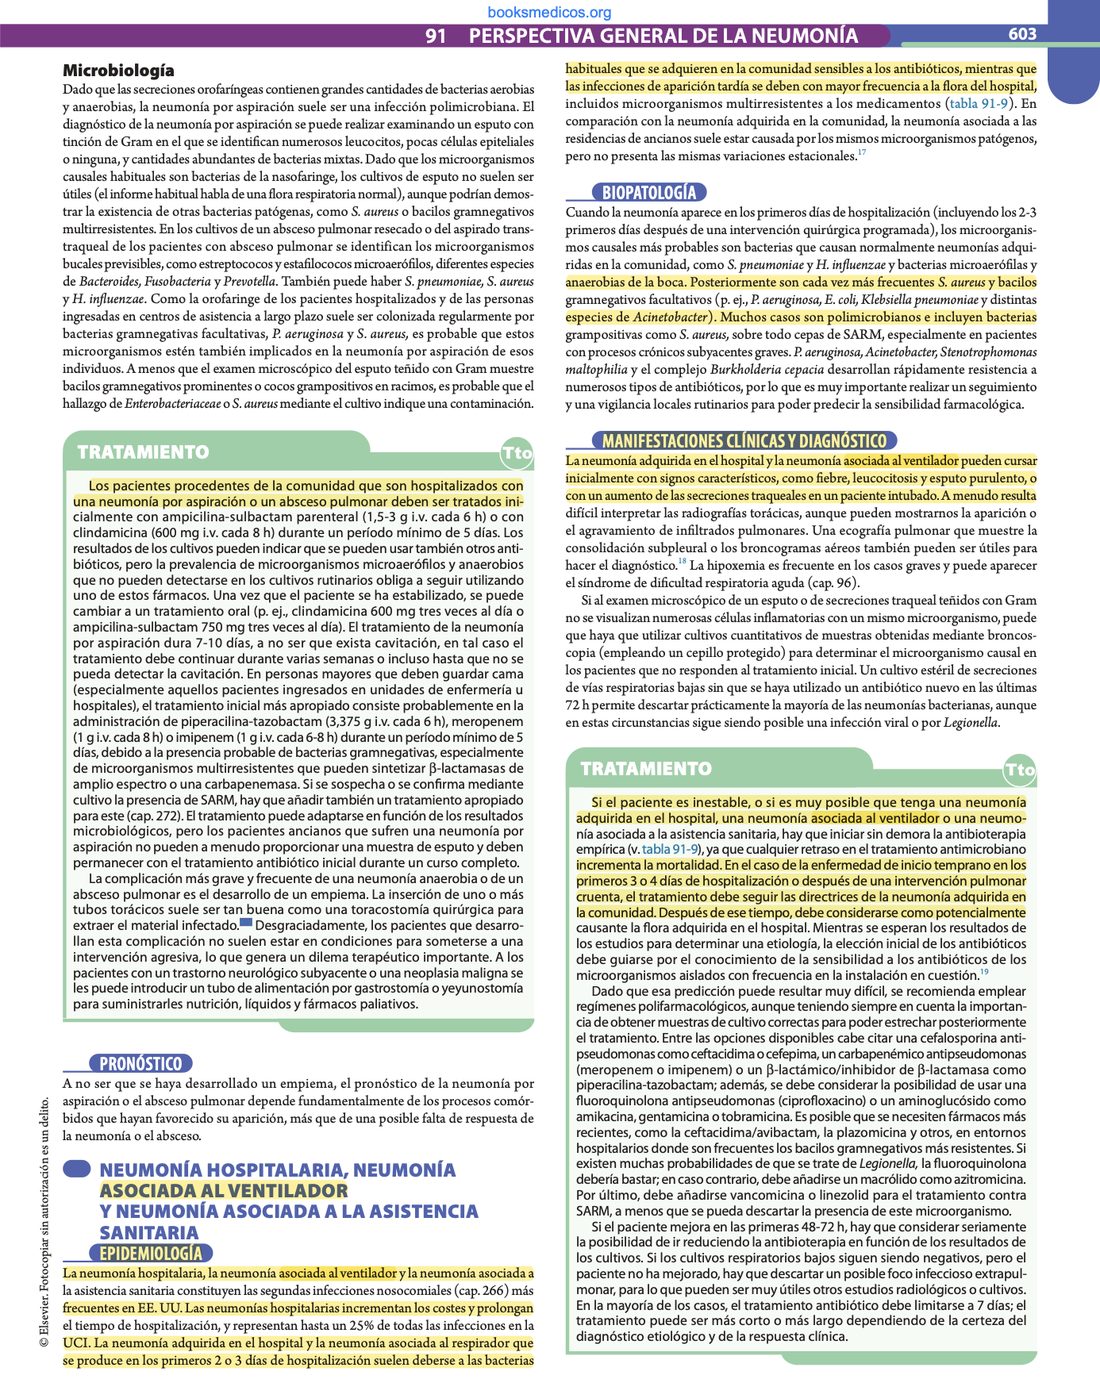 booksmedicos.org
91 PERSPECTIVA GENERAL DE LA NEUMONÍA
603
Microbiología
Dado que las secreciones orofaríngeas contienen grandes cantidades de bacterias aerobias
y anaerobias, la neumonía por aspiración suele ser una infección polimicrobiana. El
diagnóstico de la neumonía por aspiración se puede realizar examinando un esputo con
tinción de Gram en el que se identifican numerosos leucocitos, pocas células epiteliales
o ninguna, y cantidades abundantes de bacterias mixtas. Dado que los microorganismos
causales habituales son bacterias de la nasofaringe, los cultivos de esputo no suelen ser
útiles (el informe habitual habla de una flora respiratoria normal), aunque podrían demos-
trar la existencia de otras bacterias patógenas, como S. aureus o bacilos gramnegativos
multirresistentes. En los cultivos de un absceso pulmonar resecado o del aspirado trans-
traqueal de los pacientes con absceso pulmonar se identifican los microorganismos
bucales previsibles, como estreptococos y estafilococos microaerófilos, diferentes especies
de Bacteroides, Fusobacteria y Prevotella. También puede haber S. pneumoniae, S. aureus
y H. influenzae. Como la orofaringe de los pacientes hospitalizados y de las personas
ingresadas en centros de asistencia a largo plazo suele ser colonizada regularmente por
bacterias gramnegativas facultativas, P. aeruginosa y S. aureus, es probable que estos
microorganismos estén también implicados en la neumonía por aspiración de esos
individuos. A menos que el examen microscópico del esputo teñido con Gram muestre
bacilos gramnegativos prominentes o cocos grampositivos en racimos, es probable que el
hallazgo de Enterobacteriaceae o S. aureus mediante el cultivo indique una contaminación.
TRATAMIENTO
Tto
Los pacientes procedentes de la comunidad que son hospitalizados con
una neumonía por aspiración o un absceso pulmonar deben ser tratados ini-
cialmente con ampicilina-sulbactam parenteral (1,5-3 g i.v. cada 6 h) o con
clindamicina (600 mg i.v. cada 8 h) durante un período mínimo de 5 días. Los
resultados de los cultivos pueden indicar que se pueden usar también otros anti-
bióticos, pero la prevalencia de microorganismos microaerófilos y anaerobios
que no pueden detectarse en los cultivos rutinarios obliga a seguir utilizando
uno de estos fármacos. Una vez que el paciente se ha estabilizado, se puede
cambiar a un tratamiento oral (p. ej., clindamicina 600 mg tres veces al día o
ampicilina-sulbactam 750 mg tres veces al día). El tratamiento de la neumonía
por aspiración dura 7-10 días, a no ser que exista cavitación, en tal caso el
tratamiento debe continuar durante varias semanas o incluso hasta que no se
pueda detectar la cavitación. En personas mayores que deben guardar cama
(especialmente aquellos pacientes ingresados en unidades de enfermería u
hospitales), el tratamiento inicial más apropiado consiste probablemente en la
administración de piperacilina-tazobactam (3,375 g i.v. cada 6 h), meropenem
(1 g i.v. cada 8 h) o imipenem (1 g i.v. cada 6-8 h) durante un período mínimo de 5
días, debido a la presencia probable de bacterias gramnegativas, especialmente
de microorganismos multirresistentes que pueden sintetizar β-lactamasas de
amplio espectro o una carbapenemasa. Si se sospecha o se confirma mediante
cultivo la presencia de SARM, hay que añadir también un tratamiento apropiado
para este (cap. 272). El tratamiento puede adaptarse en función de los resultados
microbiológicos, pero los pacientes ancianos que sufren una neumonía por
aspiración no pueden a menudo proporcionar una muestra de esputo y deben
permanecer con el tratamiento antibiótico inicial durante un curso completo.
La complicación más grave y frecuente de una neumonía anaerobia o de un
absceso pulmonar es el desarrollo de un empiema. La inserción de uno o más
tubos torácicos suele ser tan buena como una toracostomía quirúrgica para
extraer el material infectado. Desgraciadamente, los pacientes que desarro-
llan esta complicación no suelen estar en condiciones para someterse a una
intervención agresiva, lo que genera un dilema terapéutico importante. A los
pacientes con un trastorno neurológico subyacente o una neoplasia maligna se
les puede introducir un tubo de alimentación por gastrostomía o yeyunostomía
para suministrarles nutrición, líquidos y fármacos paliativos.
PRONÓSTICO
A no ser que se haya desarrollado un empiema, el pronóstico de la neumonía por
aspiración o el absceso pulmonar depende fundamentalmente de los procesos comór-
bidos que hayan favorecido su aparición, más que de una posible falta de respuesta de
la neumonía o el absceso.
NEUMONÍA HOSPITALARIA, NEUMONÍA
ASOCIADA AL VENTILADOR
Y NEUMONÍA ASOCIADA A LA ASISTENCIA
SANITARIA
EPIDEMIOLOGÍA
La neumonía hospitalaria, la neumonía asociada al ventilador y la neumonía asociada a
la asistencia sanitaria constituyen las segundas infecciones nosocomiales (cap. 266) más
frecuentes en EE. UU. Las neumonías hospitalarias incrementan los costes y prolongan
el tiempo de hospitalización, y representan hasta un 25% de todas las infecciones en la
UCI. La neumonía adquirida en el hospital y la neumonía asociada al respirador que
se produce en los primeros 2 o 3 días de hospitalización suelen deberse a las bacterias
© Elsevier. Fotocopiar sin autorización es un delito.
habituales que se adquieren en la comunidad sensibles a los antibióticos, mientras que
las infecciones de aparición tardía se deben con mayor frecuencia a la flora del hospital,
incluidos microorganismos multirresistentes a los medicamentos (tabla 91-9). En
comparación con la neumonía adquirida en la comunidad, la neumonía asociada a las
residencias de ancianos suele estar causada por los mismos microorganismos patógenos,
pero no presenta las mismas variaciones estacionales.17
BIOPATOLOGÍA
Cuando la neumonía aparece en los primeros días de hospitalización (incluyendo los 2-3
primeros días después de una intervención quirúrgica programada), los microorganis-
mos causales más probables son bacterias que causan normalmente neumonías adqui-
ridas en la comunidad, como S. pneumoniae y H. influenzae y bacterias microaerófilas y
anaerobias de la boca. Posteriormente son cada vez más frecuentes S. aureus y bacilos
gramnegativos facultativos (p. ej., P. aeruginosa, E. coli, Klebsiella pneumoniae y distintas
especies de Acinetobacter). Muchos casos son polimicrobianos e incluyen bacterias
grampositivas como S. aureus, sobre todo cepas de SARM, especialmente en pacientes
con procesos crónicos subyacentes graves. P. aeruginosa, Acinetobacter, Stenotrophomonas
maltophilia y el complejo Burkholderia cepacia desarrollan rápidamente resistencia a
numerosos tipos de antibióticos, por lo que es muy importante realizar un seguimiento
y una vigilancia locales rutinarios para poder predecir la sensibilidad farmacológica.
MANIFESTACIONES CLÍNICAS Y DIAGNÓSTICO
La neumonía adquirida en el hospital y la neumonía asociada al ventilador pueden cursar
inicialmente con signos característicos, como fiebre, leucocitosis y esputo purulento, o
con un aumento de las secreciones traqueales en un paciente intubado. A menudo resulta
difícil interpretar las radiografías torácicas, aunque pueden mostrarnos la aparición o
el agravamiento de infiltrados pulmonares. Una ecografía pulmonar que muestre la
consolidación subpleural o los broncogramas aéreos también pueden ser útiles para
hacer el diagnóstico.18 La hipoxemia es frecuente en los casos graves y puede aparecer
el síndrome de dificultad respiratoria aguda (cap. 96).
Si al examen microscópico de un esputo o de secreciones traqueal teñidos con Gram
no se visualizan numerosas células inflamatorias con un mismo microorganismo, puede
que haya que utilizar cultivos cuantitativos de muestras obtenidas mediante broncos-
copia (empleando un cepillo protegido) para determinar el microorganismo causal en
los pacientes que no responden al tratamiento inicial. Un cultivo estéril de secreciones
de vías respiratorias bajas sin que se haya utilizado un antibiótico nuevo en las últimas
72 h permite descartar prácticamente la mayoría de las neumonías bacterianas, aunque
en estas circunstancias sigue siendo posible una infección viral o por Legionella.
TRATAMIENTO
Tto
Si el paciente es inestable, o si es muy posible que tenga una neumonía
adquirida en el hospital, una neumonía asociada al ventilador o una neumo-
nía asociada a la asistencia sanitaria, hay que iniciar sin demora la antibioterapia
empírica (v. tabla 91-9), ya que cualquier retraso en el tratamiento antimicrobiano
incrementa la mortalidad. En el caso de la enfermedad de inicio temprano en los
primeros 3 o 4 días de hospitalización o después de una intervención pulmonar
cruenta, el tratamiento debe seguir las directrices de la neumonía adquirida en
la comunidad. Después de ese tiempo, debe considerarse como potencialmente
causante la flora adquirida en el hospital. Mientras se esperan los resultados de
los estudios para determinar una etiología, la elección inicial de los antibióticos
debe guiarse por el conocimiento de la sensibilidad a los antibióticos de los
microorganismos aislados con frecuencia en la instalación en cuestión.19
Dado que esa predicción puede resultar muy difícil, se recomienda emplear
regímenes polifarmacológicos, aunque teniendo siempre en cuenta la importan-
cia de obtener muestras de cultivo correctas para poder estrechar posteriormente
el tratamiento. Entre las opciones disponibles cabe citar una cefalosporina anti-
pseudomonas como ceftacidima o cefepima, un carbapenémico antipseudomonas
(meropenem o imipenem) o un β-lactámico/inhibidor de β-lactamasa como
piperacilina-tazobactam; además, se debe considerar la posibilidad de usar una
fluoroquinolona antipseudomonas (ciprofloxacino) o un aminoglucósido como
amikacina, gentamicina o tobramicina. Es posible que se necesiten fármacos más
recientes, como la ceftacidima/avibactam, la plazomicina y otros, en entornos
hospitalarios donde son frecuentes los bacilos gramnegativos más resistentes. Si
existen muchas probabilidades de que se trate de Legionella, la fluoroquinolona
debería bastar; en caso contrario, debe añadirse un macrólido como azitromicina.
Por último, debe añadirse vancomicina o linezolid para el tratamiento contra
SARM, a menos que se pueda descartar la presencia de este microorganismo.
Si el paciente mejora en las primeras 48-72 h, hay que considerar seriamente
la posibilidad de ir reduciendo la antibioterapia en función de los resultados de
los cultivos. Si los cultivos respiratorios bajos siguen siendo negativos, pero el
paciente no ha mejorado, hay que descartar un posible foco infeccioso extrapul-
monar, para lo que pueden ser muy útiles otros estudios radiológicos o cultivos.
En la mayoría de los casos, el tratamiento antibiótico debe limitarse a 7 días; el
tratamiento puede ser más corto o más largo dependiendo de la certeza del
diagnóstico etiológico y de la respuesta clínica.